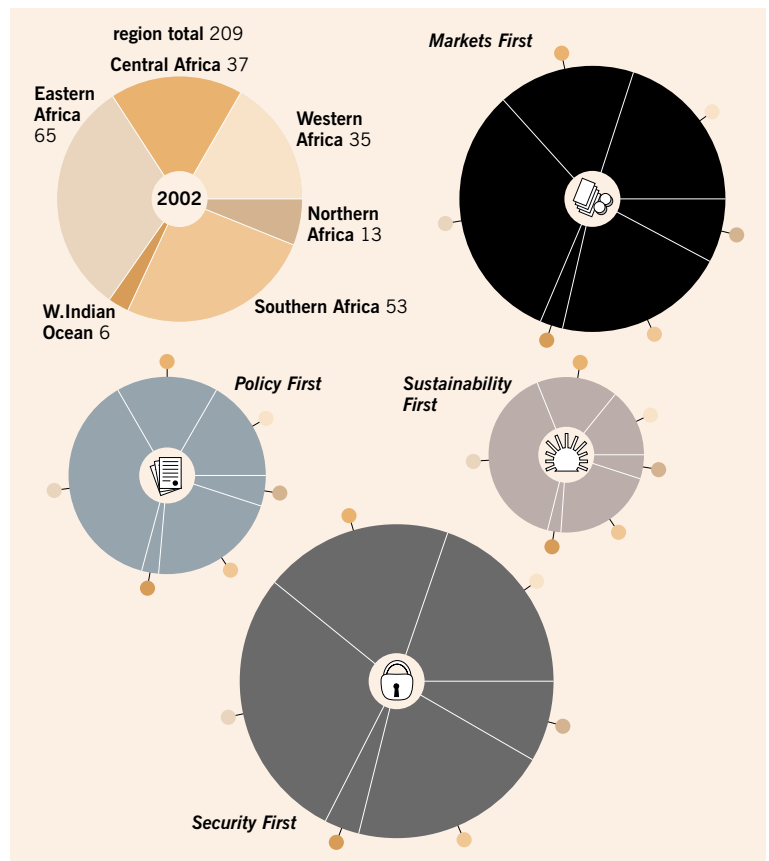 region total 209
Central Africa 37
Eastern
Africa
65
Western
Africa 35
2002
Northern
Africa 13
Southern Africa 53
W.Indian
Ocean 6
Markets First
Policy First
Sustainability
First
Security First